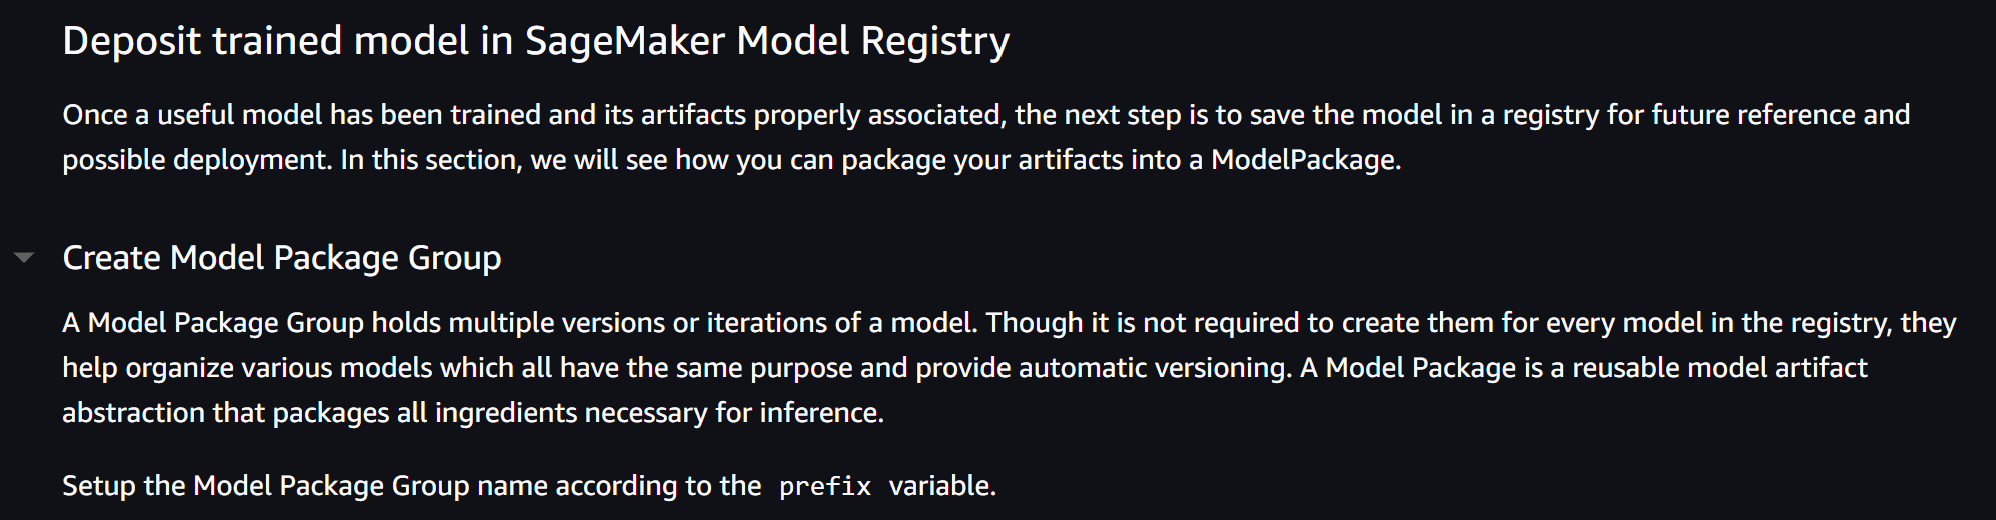 Deposit trained model in SageMaker Model Registry
Once a useful model has been trained and its artifacts properly associated, the next step is to save the model in a registry for future reference and
possible deployment. In this section, we will see how you can package your artifacts into a ModelPackage.
Create Model Package Group
A Model Package Group holds multiple versions or iterations of a model. Though it is not required to create them for every model in the registry, they
help organize various models which all have the same purpose and provide automatic versioning. A Model Package is a reusable model artifact
abstraction that packages all ingredients necessary for inference.
Setup the Model Package Group name according to the prefix variable.